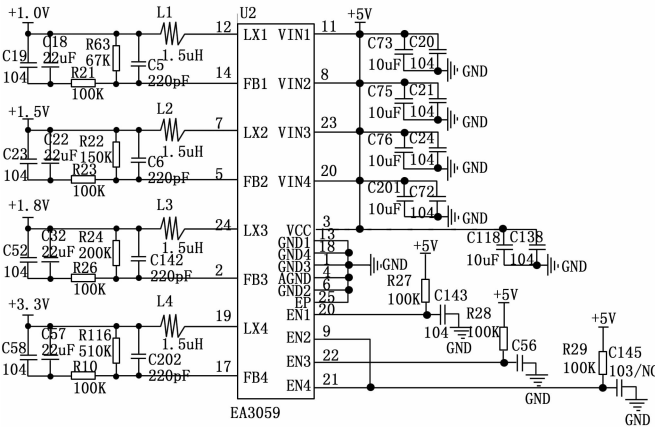 +1.0V
C19
104
C18
22uF
R63
67K
R21
100K
C5
220pF
L1
1.5uH
+1.5V
C23
104
C22
22uF
R22
150K
R23
100K
C6
220pF
L2
1.5uH
+1.8V
C52
104
C32
22uF
R24
200K
R26
100K
C142
220pF
L3
1.5uH
+3.3V
C58
104
C57
22uF
R116
510K
R10
100K
C202
220pF
L4
1.5uH
U2
12 LX1 VIN1 11
14 FB1 VIN2 8
7 LX2 VIN3 23
5 FB2 VIN4 20
24 LX3 VCC 3
GND1 13
GND4 18
GND3 1
2 FB3 AGND 4
GND2 6
EP 25
EN1 20
19 LX4 EN2 9
EN3 22
17 FB4 EN4 21
EA3059
+5V
C73
10uF
C20
104
GND
C75
10uF
C21
104
GND
C76
10uF
C24
104
GND
C201
10uF
C72
104
GND
C118
10uF
C138
104
GND
GND
+5V
R27
100K
C143
104
GND
+5V
R28
100K
C56
GND
+5V
R29
100K
C145
103/NC
GND